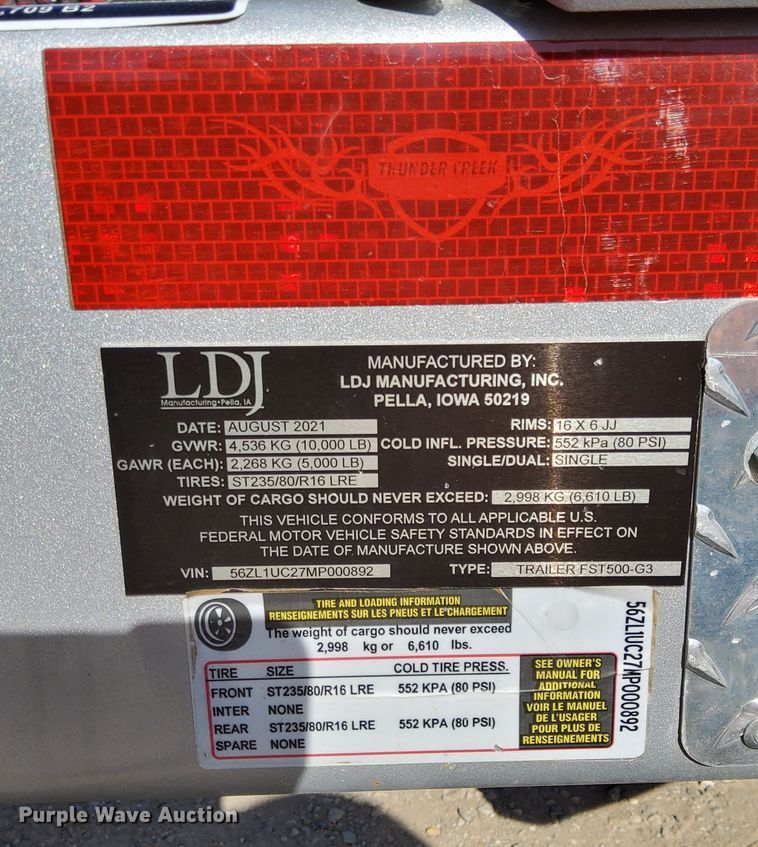 5709 B2
THUNDER CREEK
LDJ
Manufacturing • Pella, IA
MANUFACTURED BY:
LDJ MANUFACTURING, INC.
PELLA, IOWA 50219
DATE: AUGUST 2021
RIMS: 16 X 6 JJ
GVWR: 4,536 KG (10,000 LB)
COLD INFL. PRESSURE: 552 kPa (80 PSI)
GAWR (EACH): 2,268 KG (5,000 LB)
SINGLE/DUAL: SINGLE
TIRES: ST235/80/R16 LRE
WEIGHT OF CARGO SHOULD NEVER EXCEED: 2,998 KG (6,610 LB)
THIS VEHICLE CONFORMS TO ALL APPLICABLE U.S.
FEDERAL MOTOR VEHICLE SAFETY STANDARDS IN EFFECT ON
THE DATE OF MANUFACTURE SHOWN ABOVE.
VIN: 56ZL1UC27MP000892
TYPE: TRAILER FST500-G3
TIRE AND LOADING INFORMATION
RENSEIGNEMENTS SUR LES PNEUS ET LE CHARGEMENT
The weight of cargo should never exceed
2,998 kg or 6,610 lbs.
TIRE SIZE COLD TIRE PRESS.
FRONT ST235/80/R16 LRE 552 KPA (80 PSI)
INTER NONE
REAR ST235/80/R16 LRE 552 KPA (80 PSI)
SPARE NONE
SEE OWNER'S
MANUAL FOR
ADDITIONAL
INFORMATION
VOIR LE MANUEL
DE L'USAGER
POUR PLUS DE
RENSEIGNEMENTS
56ZL1UC27MP000892
Purple Wave Auction